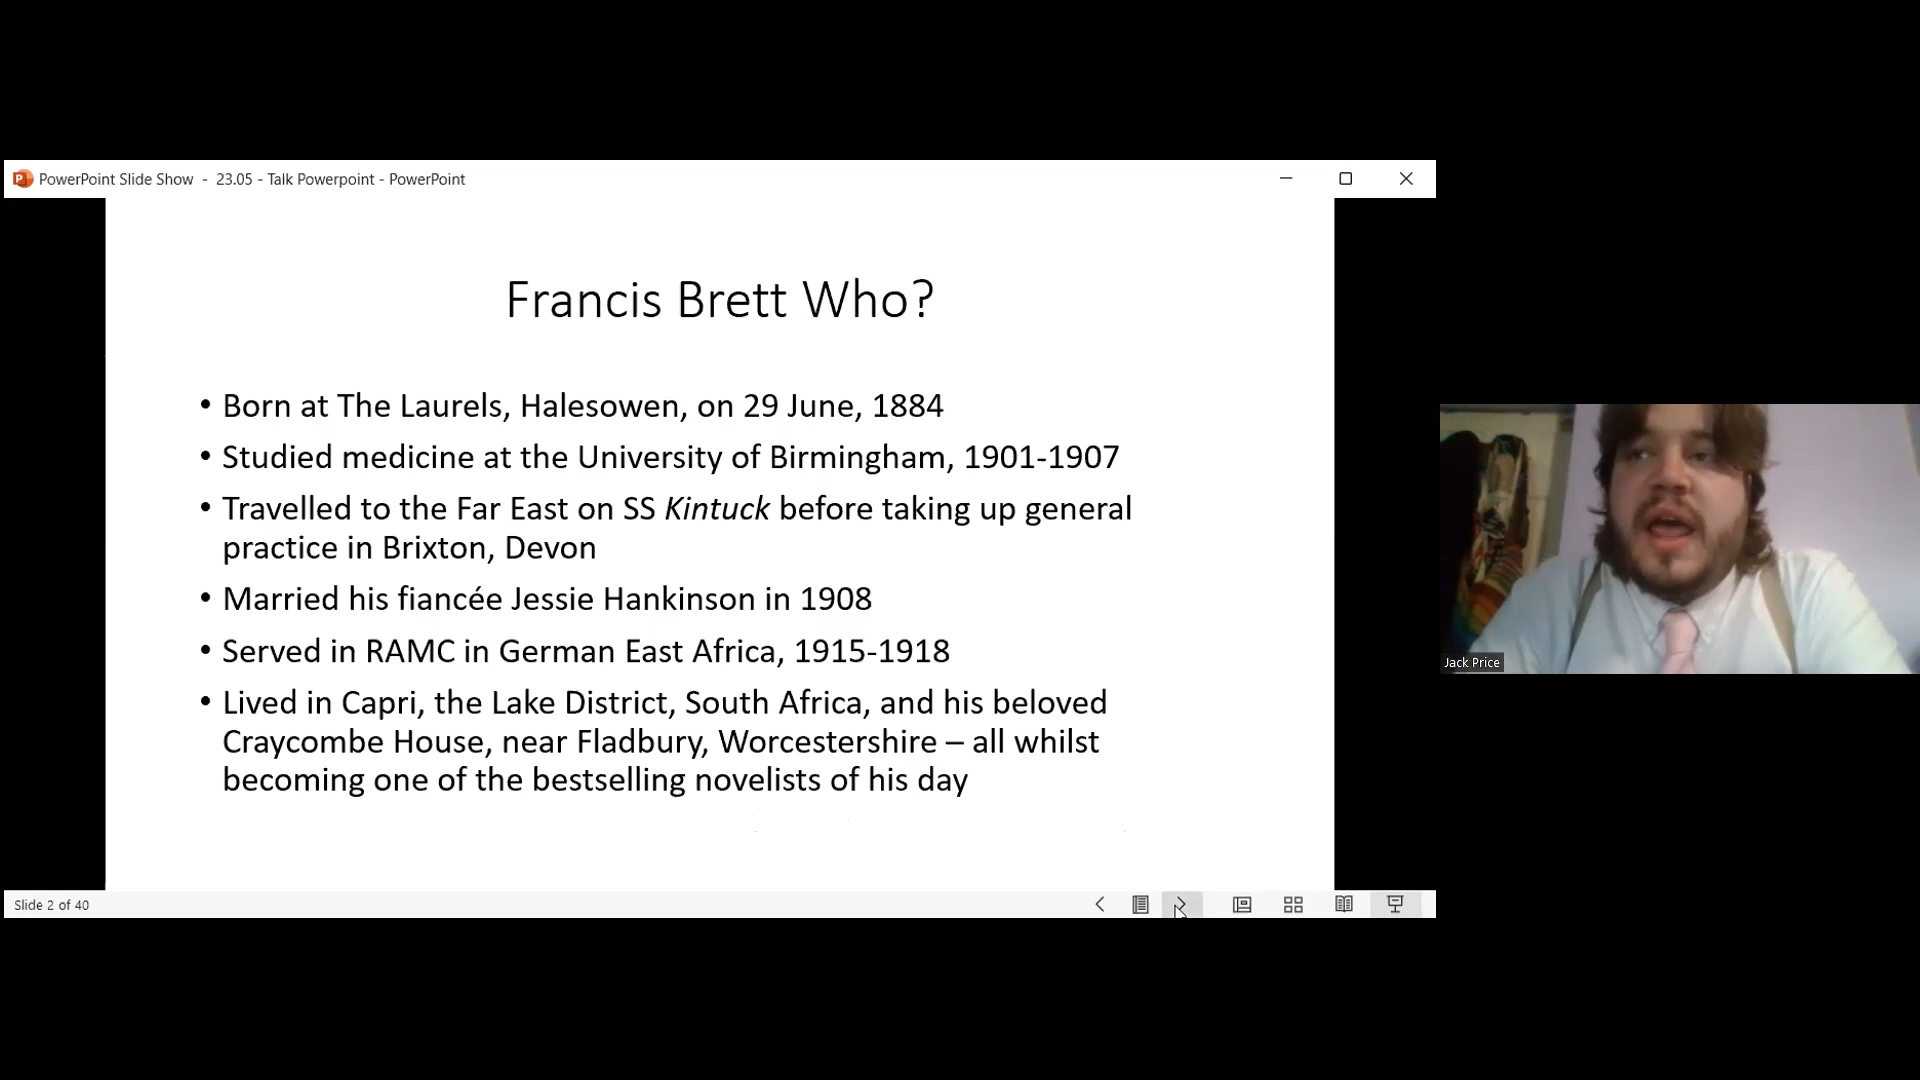 PowerPoint Slide Show - 23.05 - Talk Powerpoint - PowerPoint
Francis Brett Who?
• Born at The Laurels, Halesowen, on 29 June, 1884
• Studied medicine at the University of Birmingham, 1901-1907
• Travelled to the Far East on SS Kintuck before taking up general
practice in Brixton, Devon
• Married his fiancée Jessie Hankinson in 1908
• Served in RAMC in German East Africa, 1915-1918
• Lived in Capri, the Lake District, South Africa, and his beloved
Craycombe House, near Fladbury, Worcestershire – all whilst
becoming one of the bestselling novelists of his day
Jack Price
Slide 2 of 40